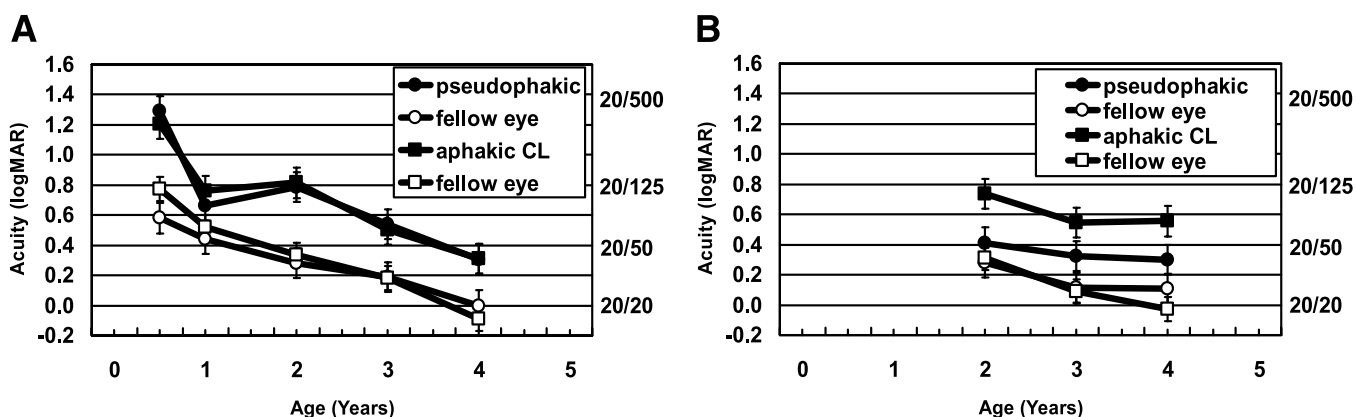 A
Acuity (logMAR)
1.6
1.4
1.2
1.0
0.8
0.6
0.4
0.2
0.0
-0.2
pseudophakic
fellow eye
aphakic CL
fellow eye
20/500
20/125
20/50
20/20
0 1 2 3 4 5
Age (Years)
B
Acuity (logMAR)
1.6
1.4
1.2
1.0
0.8
0.6
0.4
0.2
0.0
-0.2
pseudophakic
fellow eye
aphakic CL
fellow eye
20/500
20/125
20/50
20/20
0 1 2 3 4 5
Age (Years)